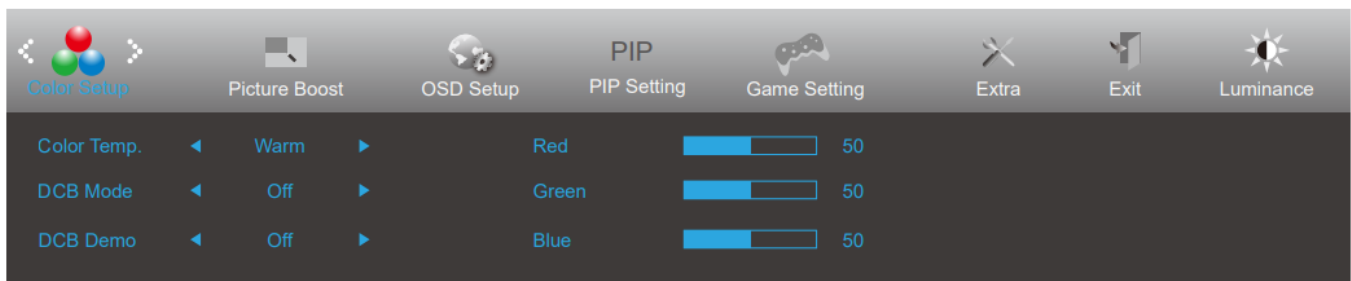 PIP
Color Setup Picture Boost OSD Setup PIP Setting Game Setting Extra Exit Luminance
Color Temp. Warm Red 50
DCB Mode Off Green 50
DCB Demo Off Blue 50